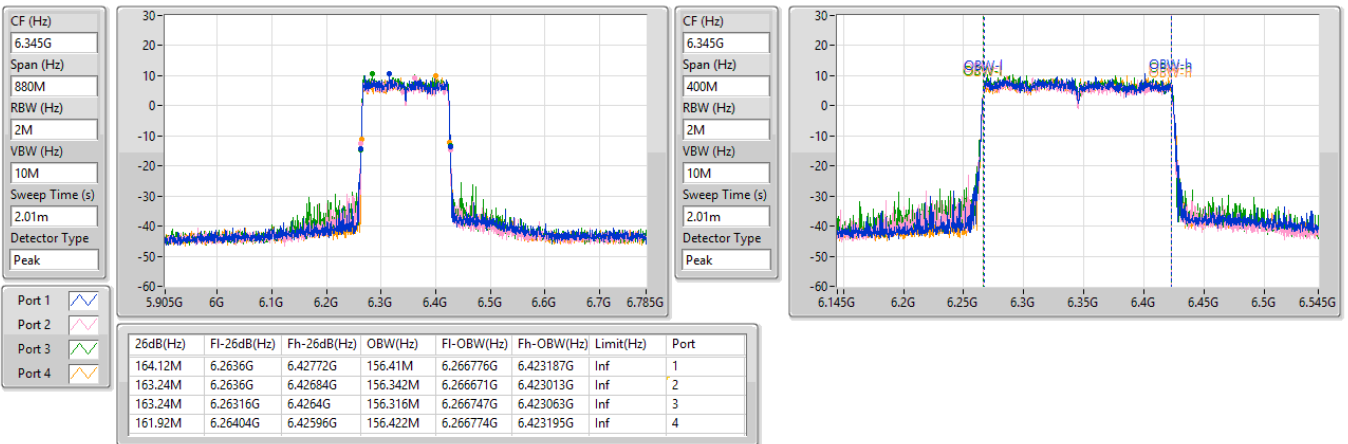 CF (Hz)
6.345G
Span (Hz)
880M
RBW (Hz)
2M
VBW (Hz)
10M
Sweep Time (s)
2.01m
Detector Type
Peak
30
20
10
0
-10
-20
-30
-40
-50
-60
5.905G 6G 6.1G 6.2G 6.3G 6.4G 6.5G 6.6G 6.7G 6.785G
CF (Hz)
6.345G
Span (Hz)
400M
RBW (Hz)
2M
VBW (Hz)
10M
Sweep Time (s)
2.01m
Detector Type
Peak
30
20
10
0
-10
-20
-30
-40
-50
-60
OBW-l OBW-h
6.145G 6.2G 6.25G 6.3G 6.35G 6.4G 6.45G 6.5G 6.545G
Port 1
Port 2
Port 3
Port 4
26dB(Hz) Fl-26dB(Hz) Fh-26dB(Hz) OBW(Hz) Fl-OBW(Hz) Fh-OBW(Hz) Limit(Hz) Port
164.12M 6.2636G 6.42772G 156.41M 6.266776G 6.423187G Inf 1
163.24M 6.2636G 6.42684G 156.342M 6.266671G 6.423013G Inf 2
163.24M 6.26316G 6.4264G 156.316M 6.266747G 6.423063G Inf 3
161.92M 6.26404G 6.42596G 156.422M 6.266774G 6.423195G Inf 4